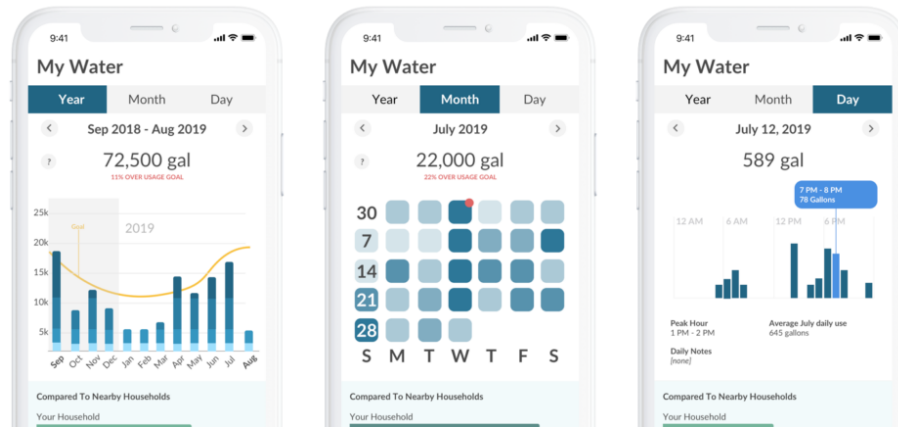 9:41
My Water
Year Month Day
Sep 2018 - Aug 2019
?
72,500 gal
11% OVER USAGE GOAL
25k
20k
15k
10k
5k
Goal
2019
Sep Oct Nov Dec Jan Feb Mar Apr May Jun Jul Aug
Compared To Nearby Households
Your Household
9:41
My Water
Year Month Day
July 2019
?
22,000 gal
22% OVER USAGE GOAL
30
7
14
21
28
S M T W T F S
Compared To Nearby Households
Your Household
9:41
My Water
Year Month Day
July 12, 2019
589 gal
7 PM - 8 PM
78 Gallons
12 AM 6 AM 12 PM 6 PM
Peak Hour
1 PM - 2 PM
Average July daily use
645 gallons
Daily Notes
[none]
Compared To Nearby Households
Your Household